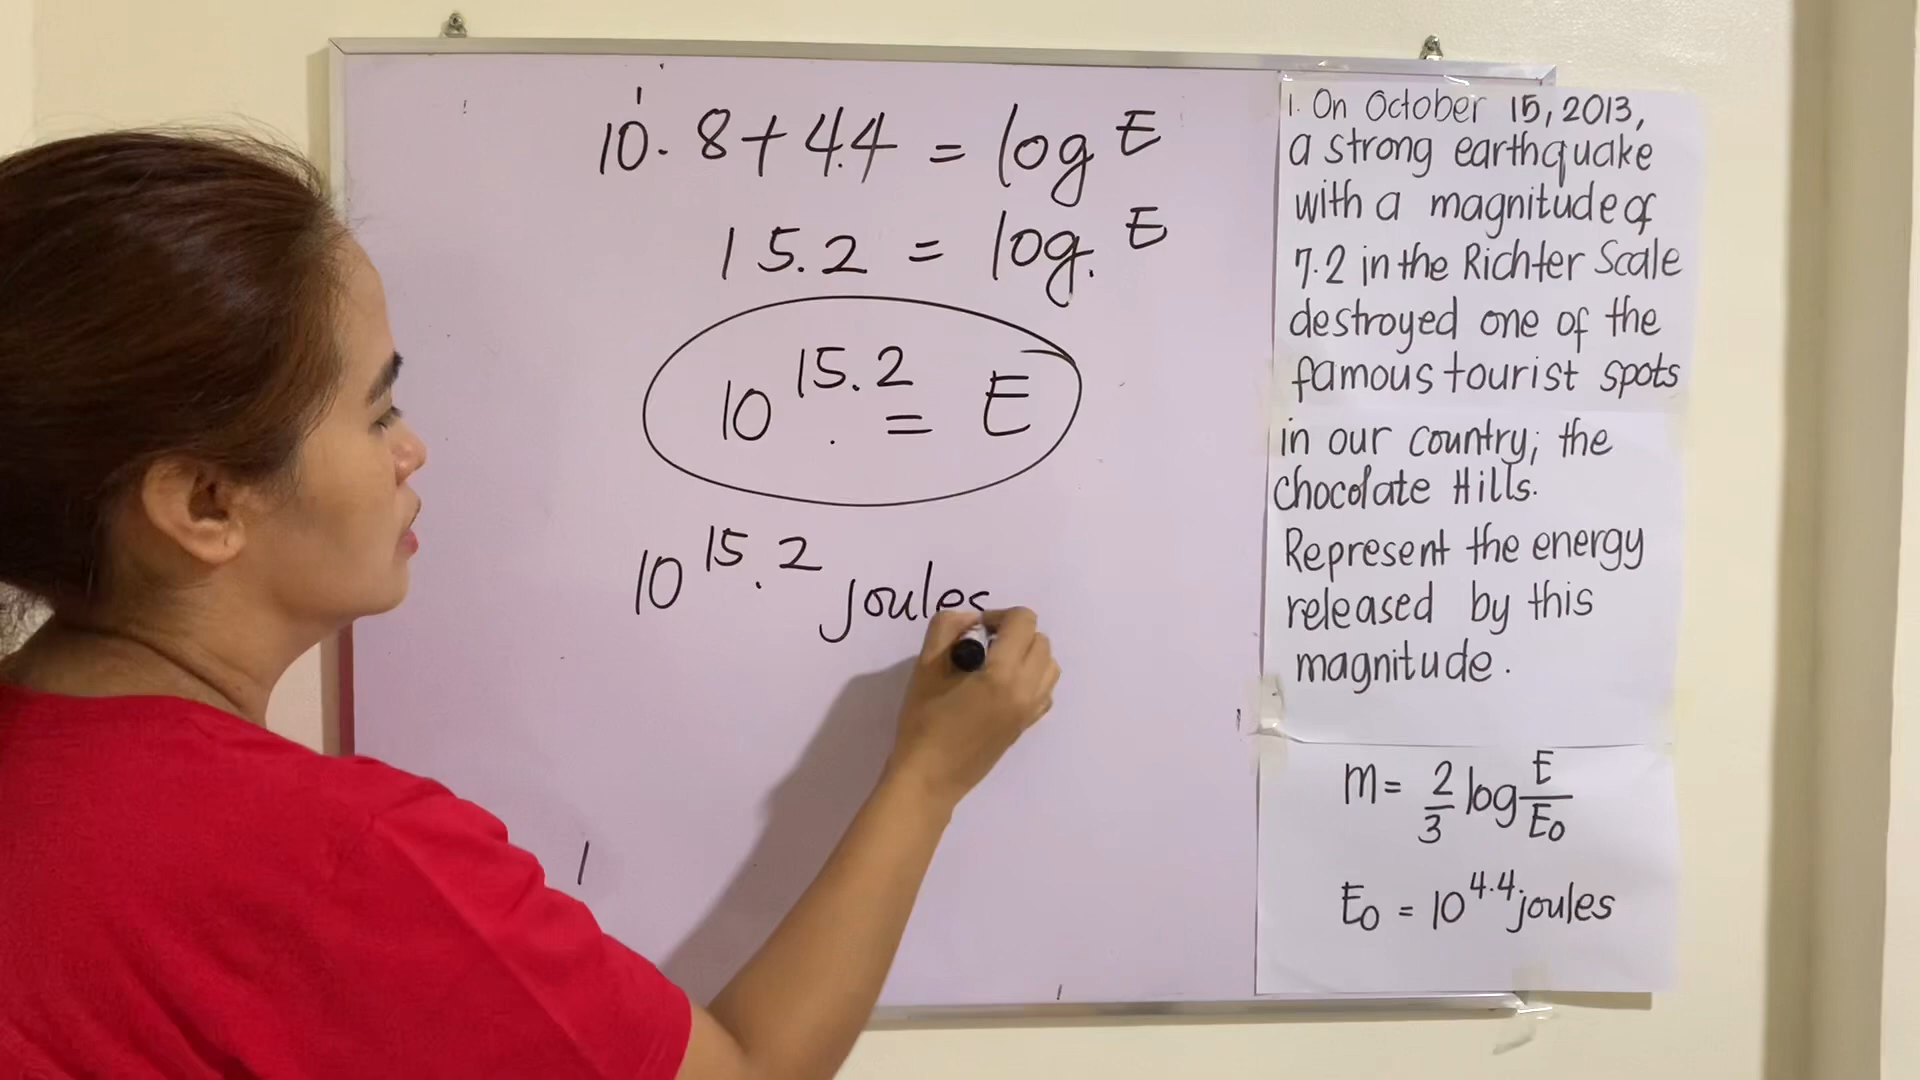 10.8+4.4 = log E
15.2 = log E
10^15.2 = E
10^15.2 joules
1. On October 15, 2013,
a strong earthquake
with a magnitude of
7.2 in the Richter Scale
destroyed one of the
famous tourist spots
in our country; the
Chocolate Hills.
Represent the energy
released by this
magnitude.
M = 2/3 log E/E₀
E₀ = 10^4.4 joules